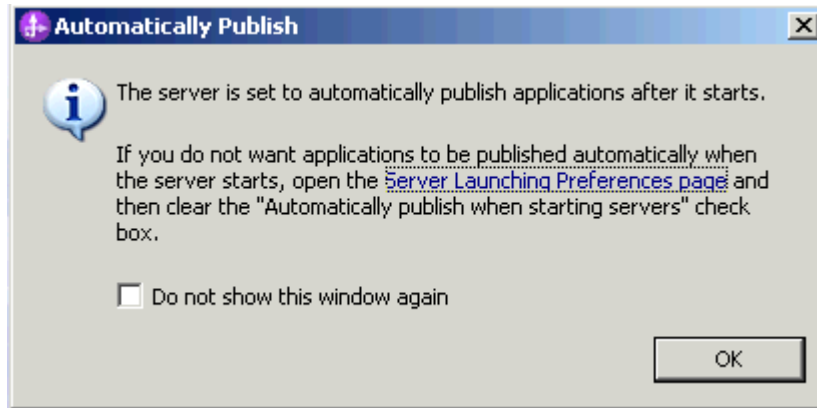 Automatically Publish
The server is set to automatically publish applications after it starts.
If you do not want applications to be published automatically when
the server starts, open the Server Launching Preferences page and
then clear the "Automatically publish when starting servers" check
box.
Do not show this window again
OK